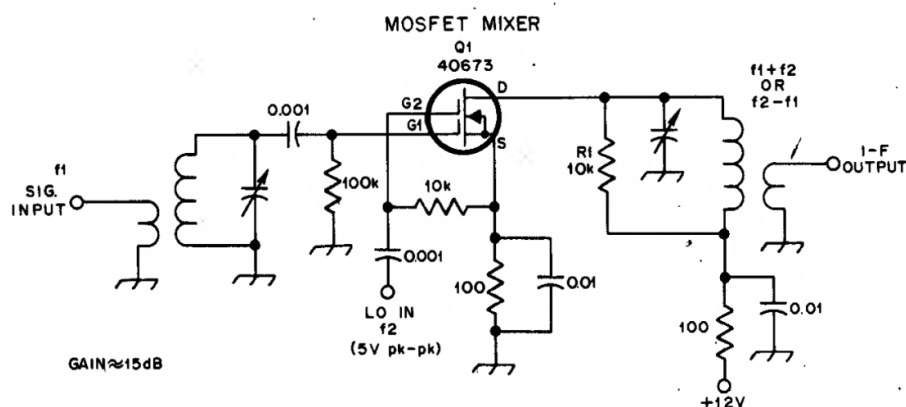 MOSFET MIXER
Q1
40673
f1+f2
OR
f2-f1
D
G2
G1
S
0.001
f1
SIG.
INPUT
100k
10k
R1
10k
I-F
OUTPUT
0.001
LO IN
f2
(5V pk-pk)
100
0.01
100
0.01
+12V
GAIN≈15dB